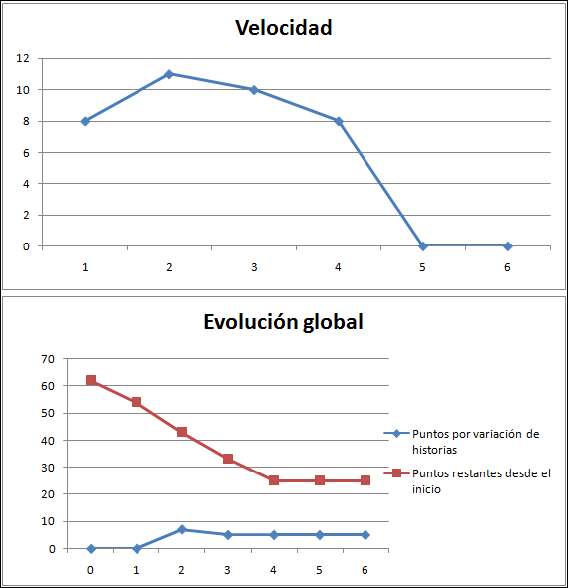 Velocidad
12
10
8
6
4
2
0
1 2 3 4 5 6
Evolución global
70
60
50
40
30
20
10
0
0 1 2 3 4 5 6
Puntos por variación de
historias
Puntos restantes desde el
inicio